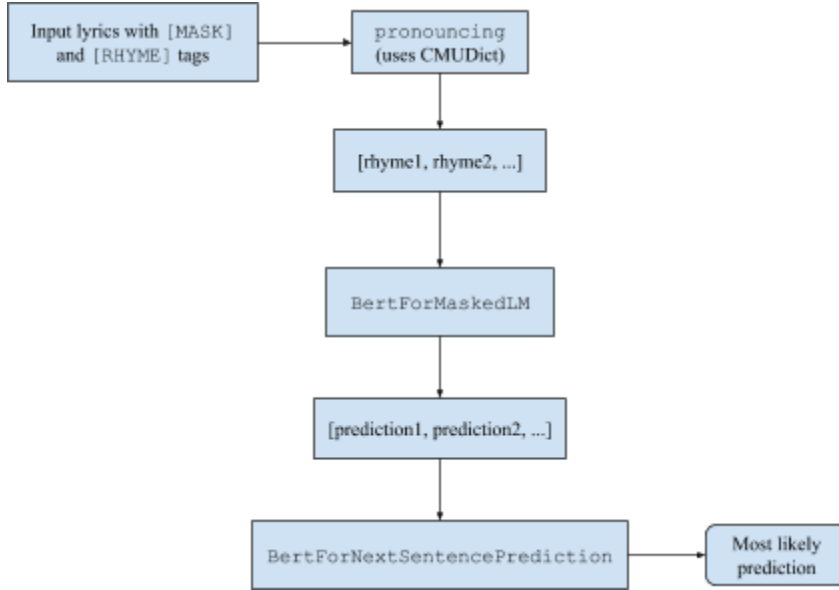 Input lyrics with [MASK]
and [RHYME] tags
pronouncing
(uses CMUDict)
[rhyme1, rhyme2, ...]
BertForMaskedLM
[prediction1, prediction2, ...]
BertForNextSentencePrediction
Most likely
prediction